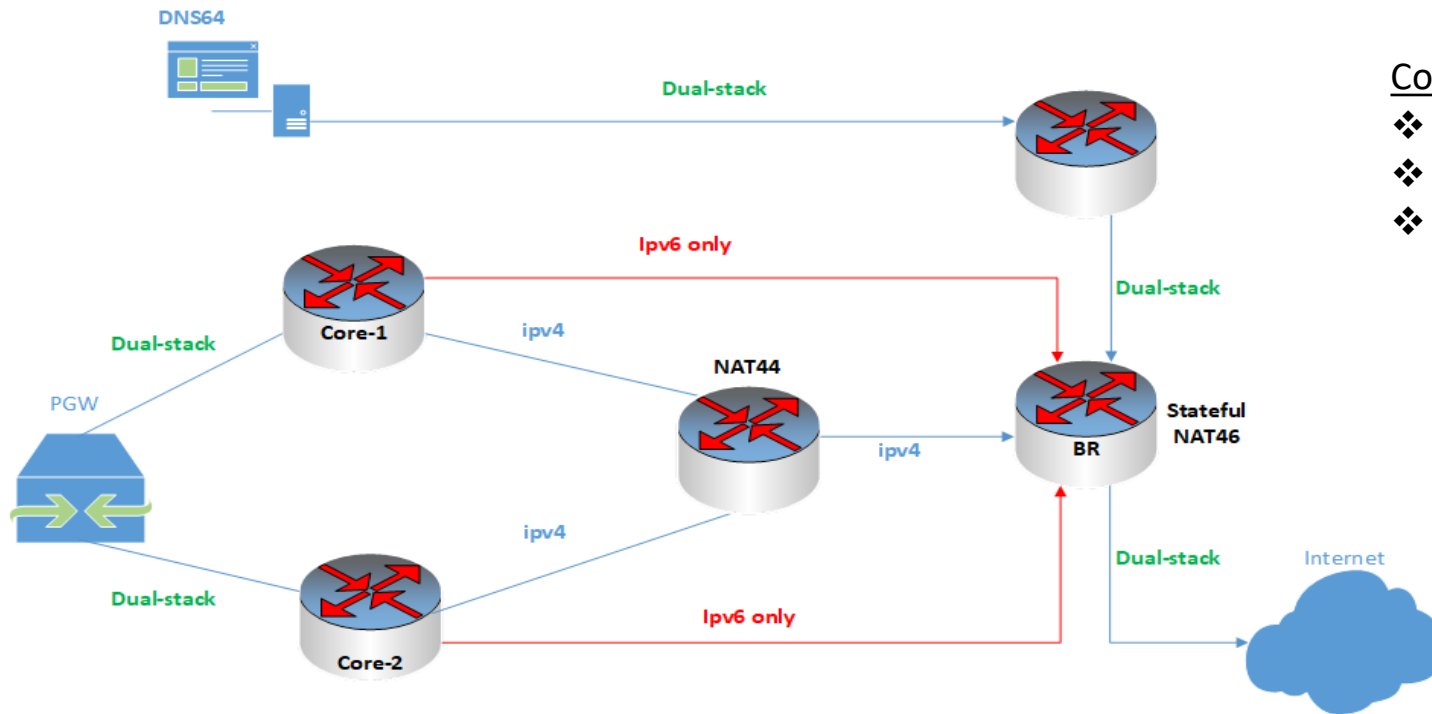 DNS64
Dual-stack
Co
❖
❖
❖
Ipv6 only
Dual-stack
Core-1
ipv4
Dual-stack
NAT44
PGW
Stateful
NAT46
BR
ipv4
ipv4
Internet
Dual-stack
Dual-stack
Ipv6 only
Core-2